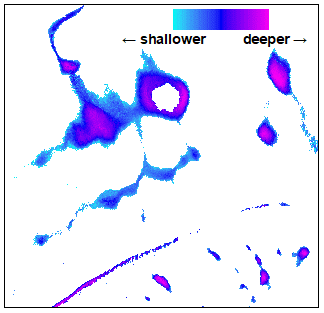 ← shallower deeper →